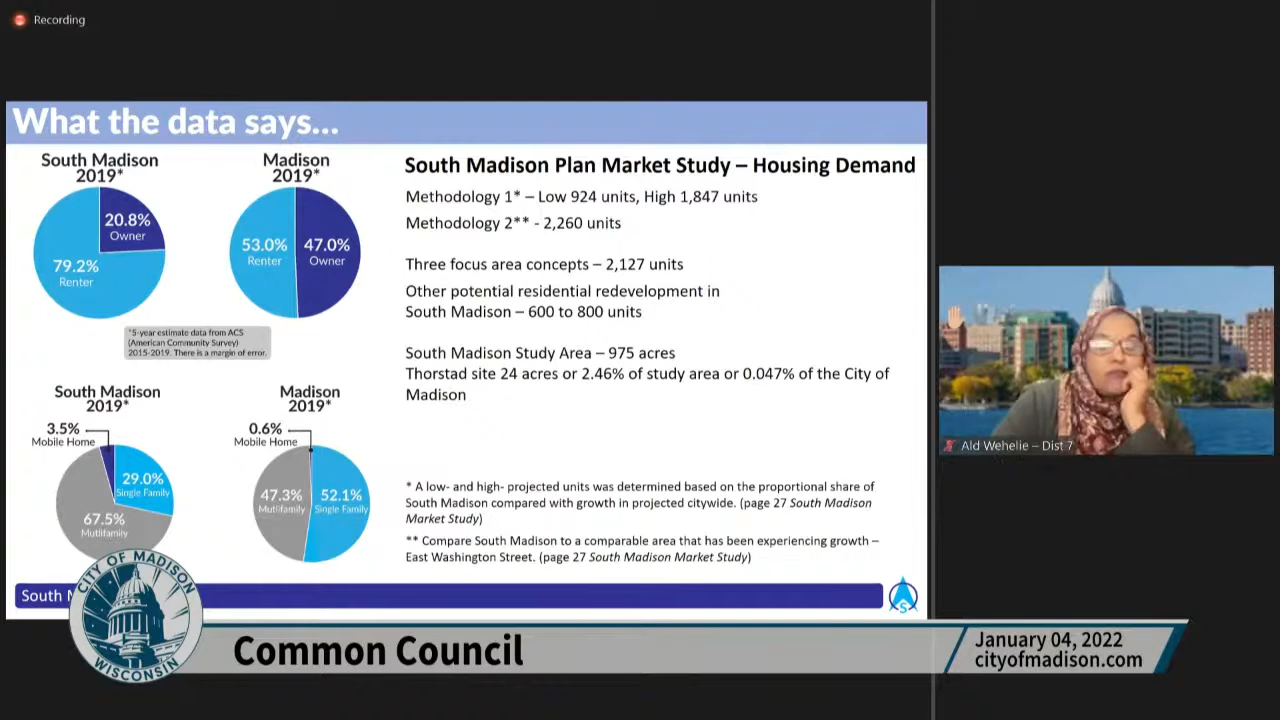 Recording
What the data says...
South Madison
2019*
20.8%
Owner
79.2%
Renter
Madison
2019*
53.0%
Renter
47.0%
Owner
*5-year estimate data from ACS
(American Community Survey)
2015-2019. There is a margin of error.
South Madison
2019*
3.5%
Mobile Home
29.0%
Single Family
67.5%
Mutlifamily
Madison
2019*
0.6%
Mobile Home
47.3%
Mutlifamily
52.1%
Single Family
South Madison Plan Market Study – Housing Demand
Methodology 1* – Low 924 units, High 1,847 units
Methodology 2** - 2,260 units
Three focus area concepts – 2,127 units
Other potential residential redevelopment in
South Madison – 600 to 800 units
South Madison Study Area – 975 acres
Thorstad site 24 acres or 2.46% of study area or 0.047% of the City of
Madison
* A low- and high- projected units was determined based on the proportional share of
South Madison compared with growth in projected citywide. (page 27 South Madison
Market Study)
** Compare South Madison to a comparable area that has been experiencing growth –
East Washington Street. (page 27 South Madison Market Study)
South M
S
Ald Wehelie – Dist 7
CITY OF MADISON
WISCONSIN
Common Council
January 04, 2022
cityofmadison.com